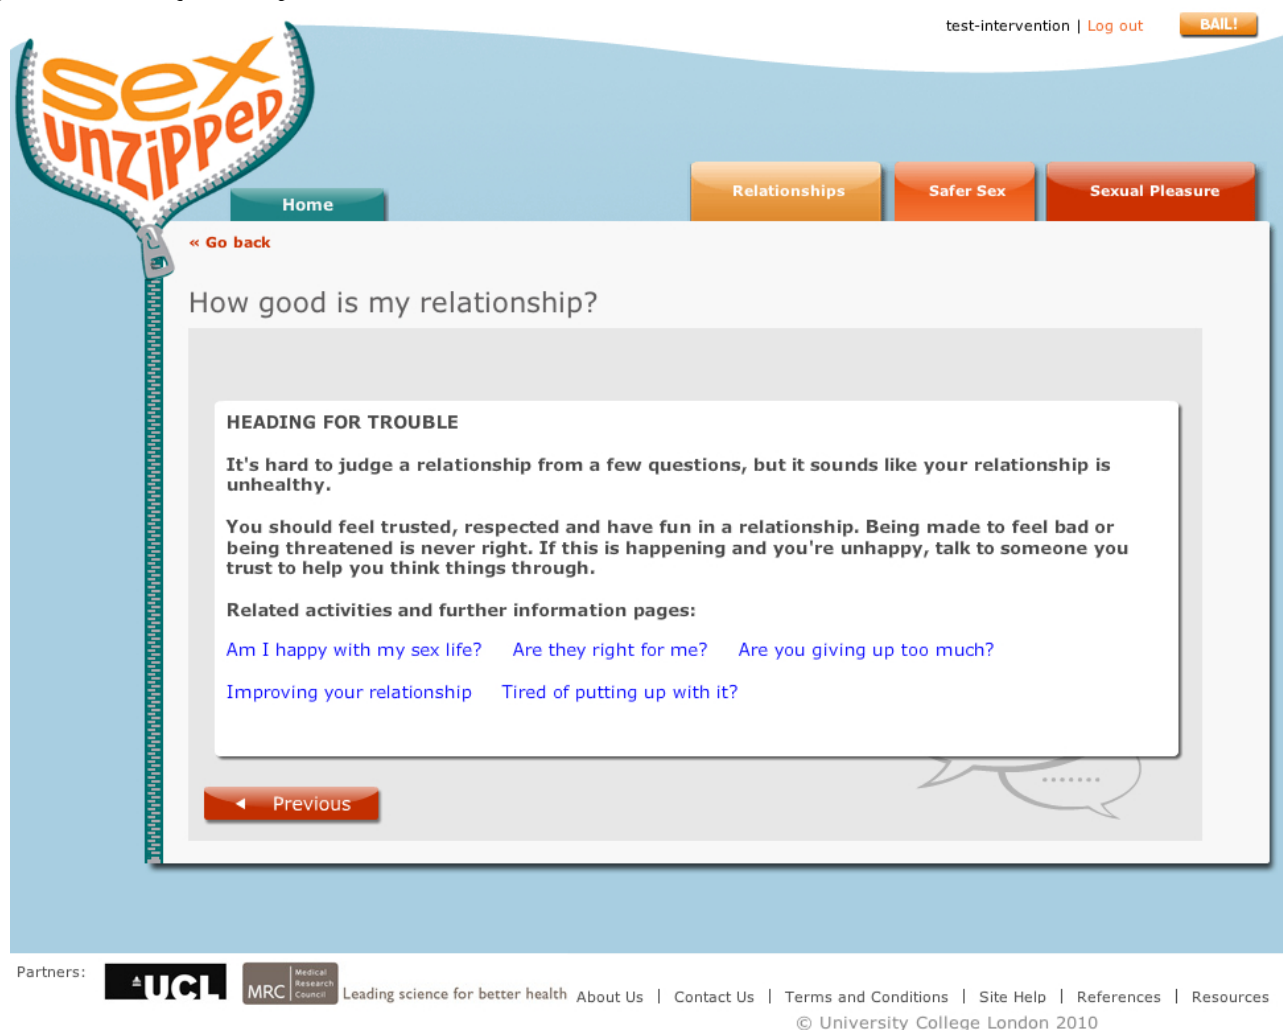 test-intervention | Log out BAIL!
sex
unzipped
Home Relationships Safer Sex Sexual Pleasure
« Go back
How good is my relationship?
HEADING FOR TROUBLE
It's hard to judge a relationship from a few questions, but it sounds like your relationship is
unhealthy.
You should feel trusted, respected and have fun in a relationship. Being made to feel bad or
being threatened is never right. If this is happening and you're unhappy, talk to someone you
trust to help you think things through.
Related activities and further information pages:
Am I happy with my sex life? Are they right for me? Are you giving up too much?
Improving your relationship Tired of putting up with it?
Previous
Partners:
UCL
MRC Medical
Research
Council
Leading science for better health
About Us | Contact Us | Terms and Conditions | Site Help | References | Resources
© University College London 2010